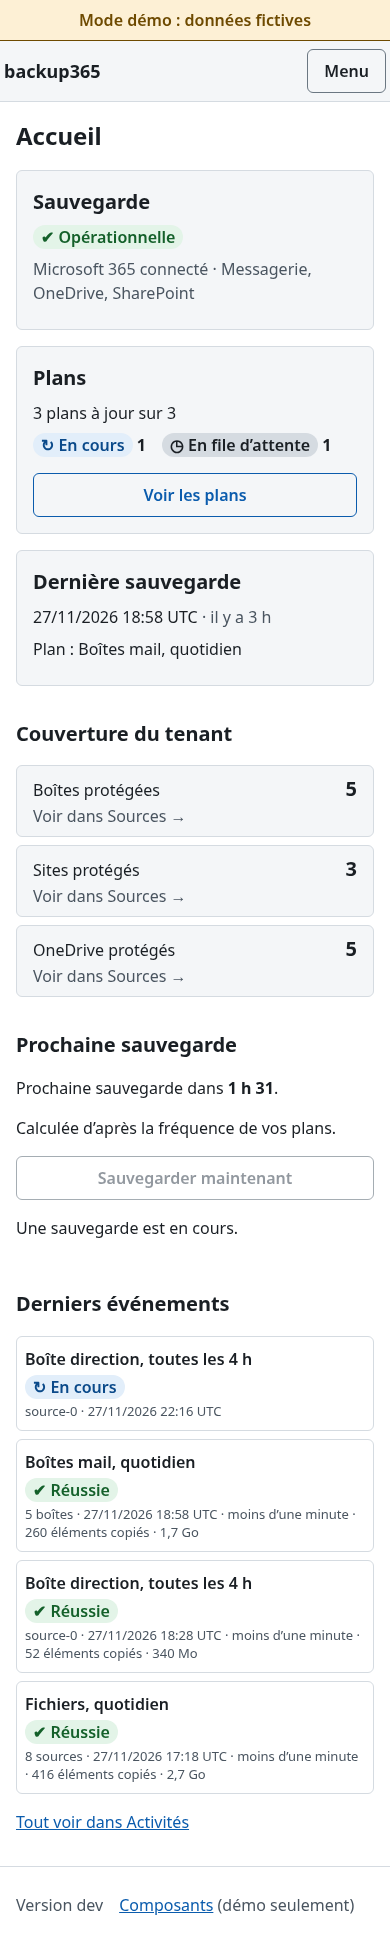 Mode démo : données fictives
backup365
Menu
Accueil
Sauvegarde
✔ Opérationnelle
Microsoft 365 connecté · Messagerie,
OneDrive, SharePoint
Plans
3 plans à jour sur 3
↻ En cours 1 ◷ En file d’attente 1
Voir les plans
Dernière sauvegarde
27/11/2026 18:58 UTC · il y a 3 h
Plan : Boîtes mail, quotidien
Couverture du tenant
Boîtes protégées 5
Voir dans Sources →
Sites protégés 3
Voir dans Sources →
OneDrive protégés 5
Voir dans Sources →
Prochaine sauvegarde
Prochaine sauvegarde dans 1 h 31.
Calculée d’après la fréquence de vos plans.
Sauvegarder maintenant
Une sauvegarde est en cours.
Derniers événements
Boîte direction, toutes les 4 h
↻ En cours
source-0 · 27/11/2026 22:16 UTC
Boîtes mail, quotidien
✔ Réussie
5 boîtes · 27/11/2026 18:58 UTC · moins d’une minute ·
260 éléments copiés · 1,7 Go
Boîte direction, toutes les 4 h
✔ Réussie
source-0 · 27/11/2026 18:28 UTC · moins d’une minute ·
52 éléments copiés · 340 Mo
Fichiers, quotidien
✔ Réussie
8 sources · 27/11/2026 17:18 UTC · moins d’une minute
· 416 éléments copiés · 2,7 Go
Tout voir dans Activités
Version dev Composants (démo seulement)